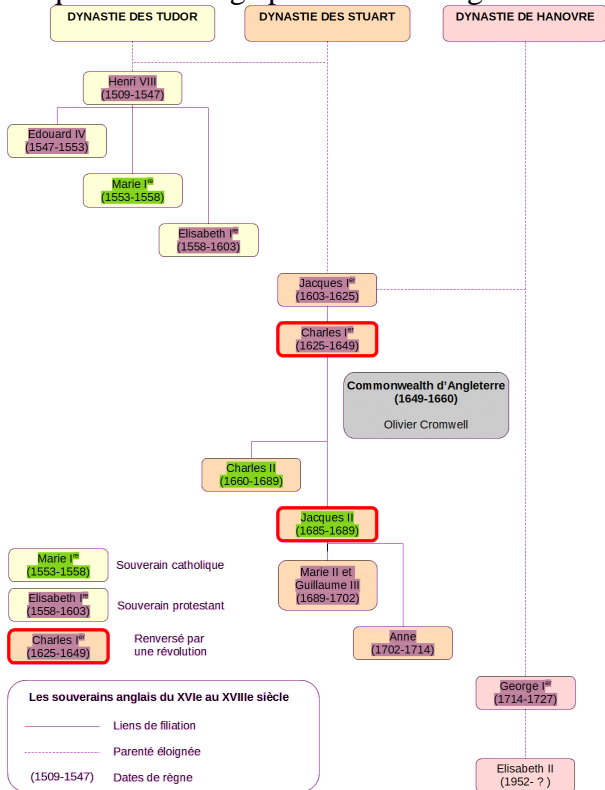 DYNASTIE DES TUDOR
DYNASTIE DES STUART
DYNASTIE DE HANOVRE
Henri VIII
(1509-1547)
Edouard IV
(1547-1553)
Marie Ire
(1553-1558)
Elisabeth Ire
(1558-1603)
Jacques Ier
(1603-1625)
Charles Ier
(1625-1649)
Commonwealth d'Angleterre
(1649-1660)
Olivier Cromwell
Charles II
(1660-1689)
Jacques II
(1685-1689)
Marie II et
Guillaume III
(1689-1702)
Anne
(1702-1714)
George Ier
(1714-1727)
Elisabeth II
(1952- ? )
Marie Ire
(1553-1558)
Souverain catholique
Elisabeth Ire
(1558-1603)
Souverain protestant
Charles Ier
(1625-1649)
Renversé par
une révolution
Les souverains anglais du XVIe au XVIIIe siècle
Liens de filiation
Parenté éloignée
(1509-1547) Dates de règne